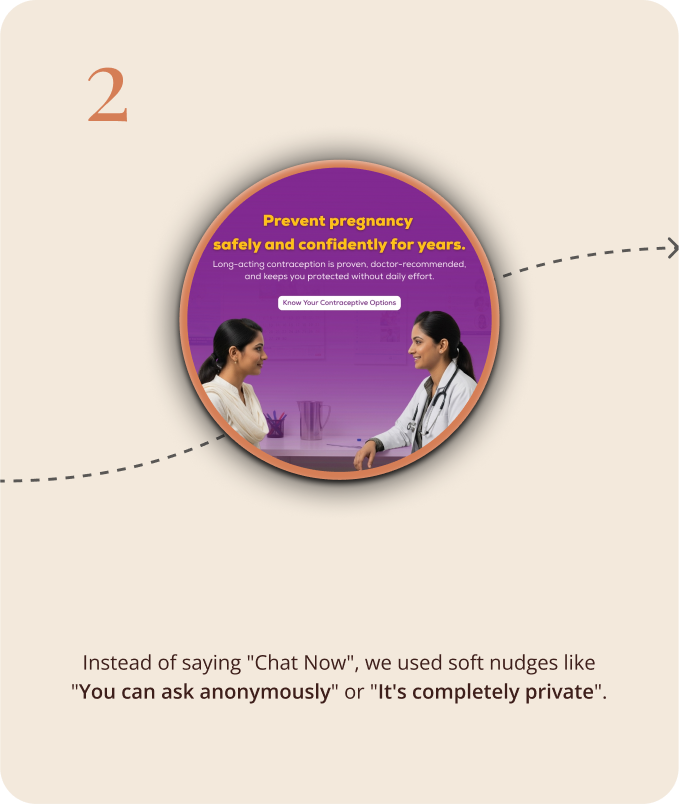 2
Prevent pregnancy
safely and confidently for years.
Long-acting contraception is proven, doctor-recommended,
and keeps you protected without daily effort.
Know Your Contraceptive Options
Instead of saying "Chat Now", we used soft nudges like
"You can ask anonymously" or "It's completely private".